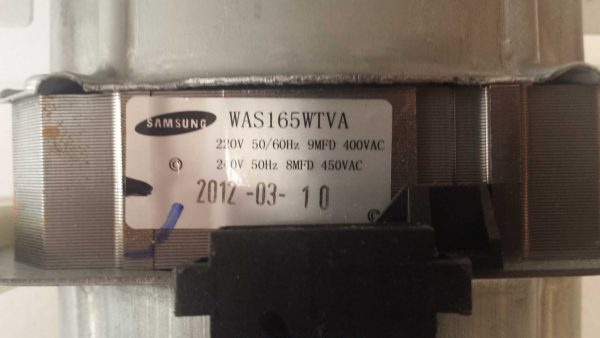 SAMSUNG WAS165WTVA
220V 50/60Hz 9MFD 400VAC
240V 50Hz 8MFD 450VAC
2012-03-10